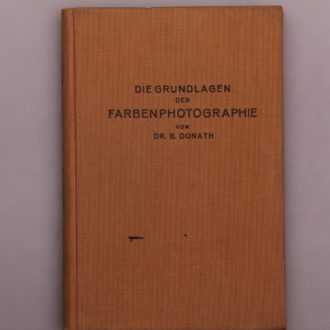 DIE GRUNDLAGEN
DER
FARBENPHOTOGRAPHIE
VON
DR. B. DONATH